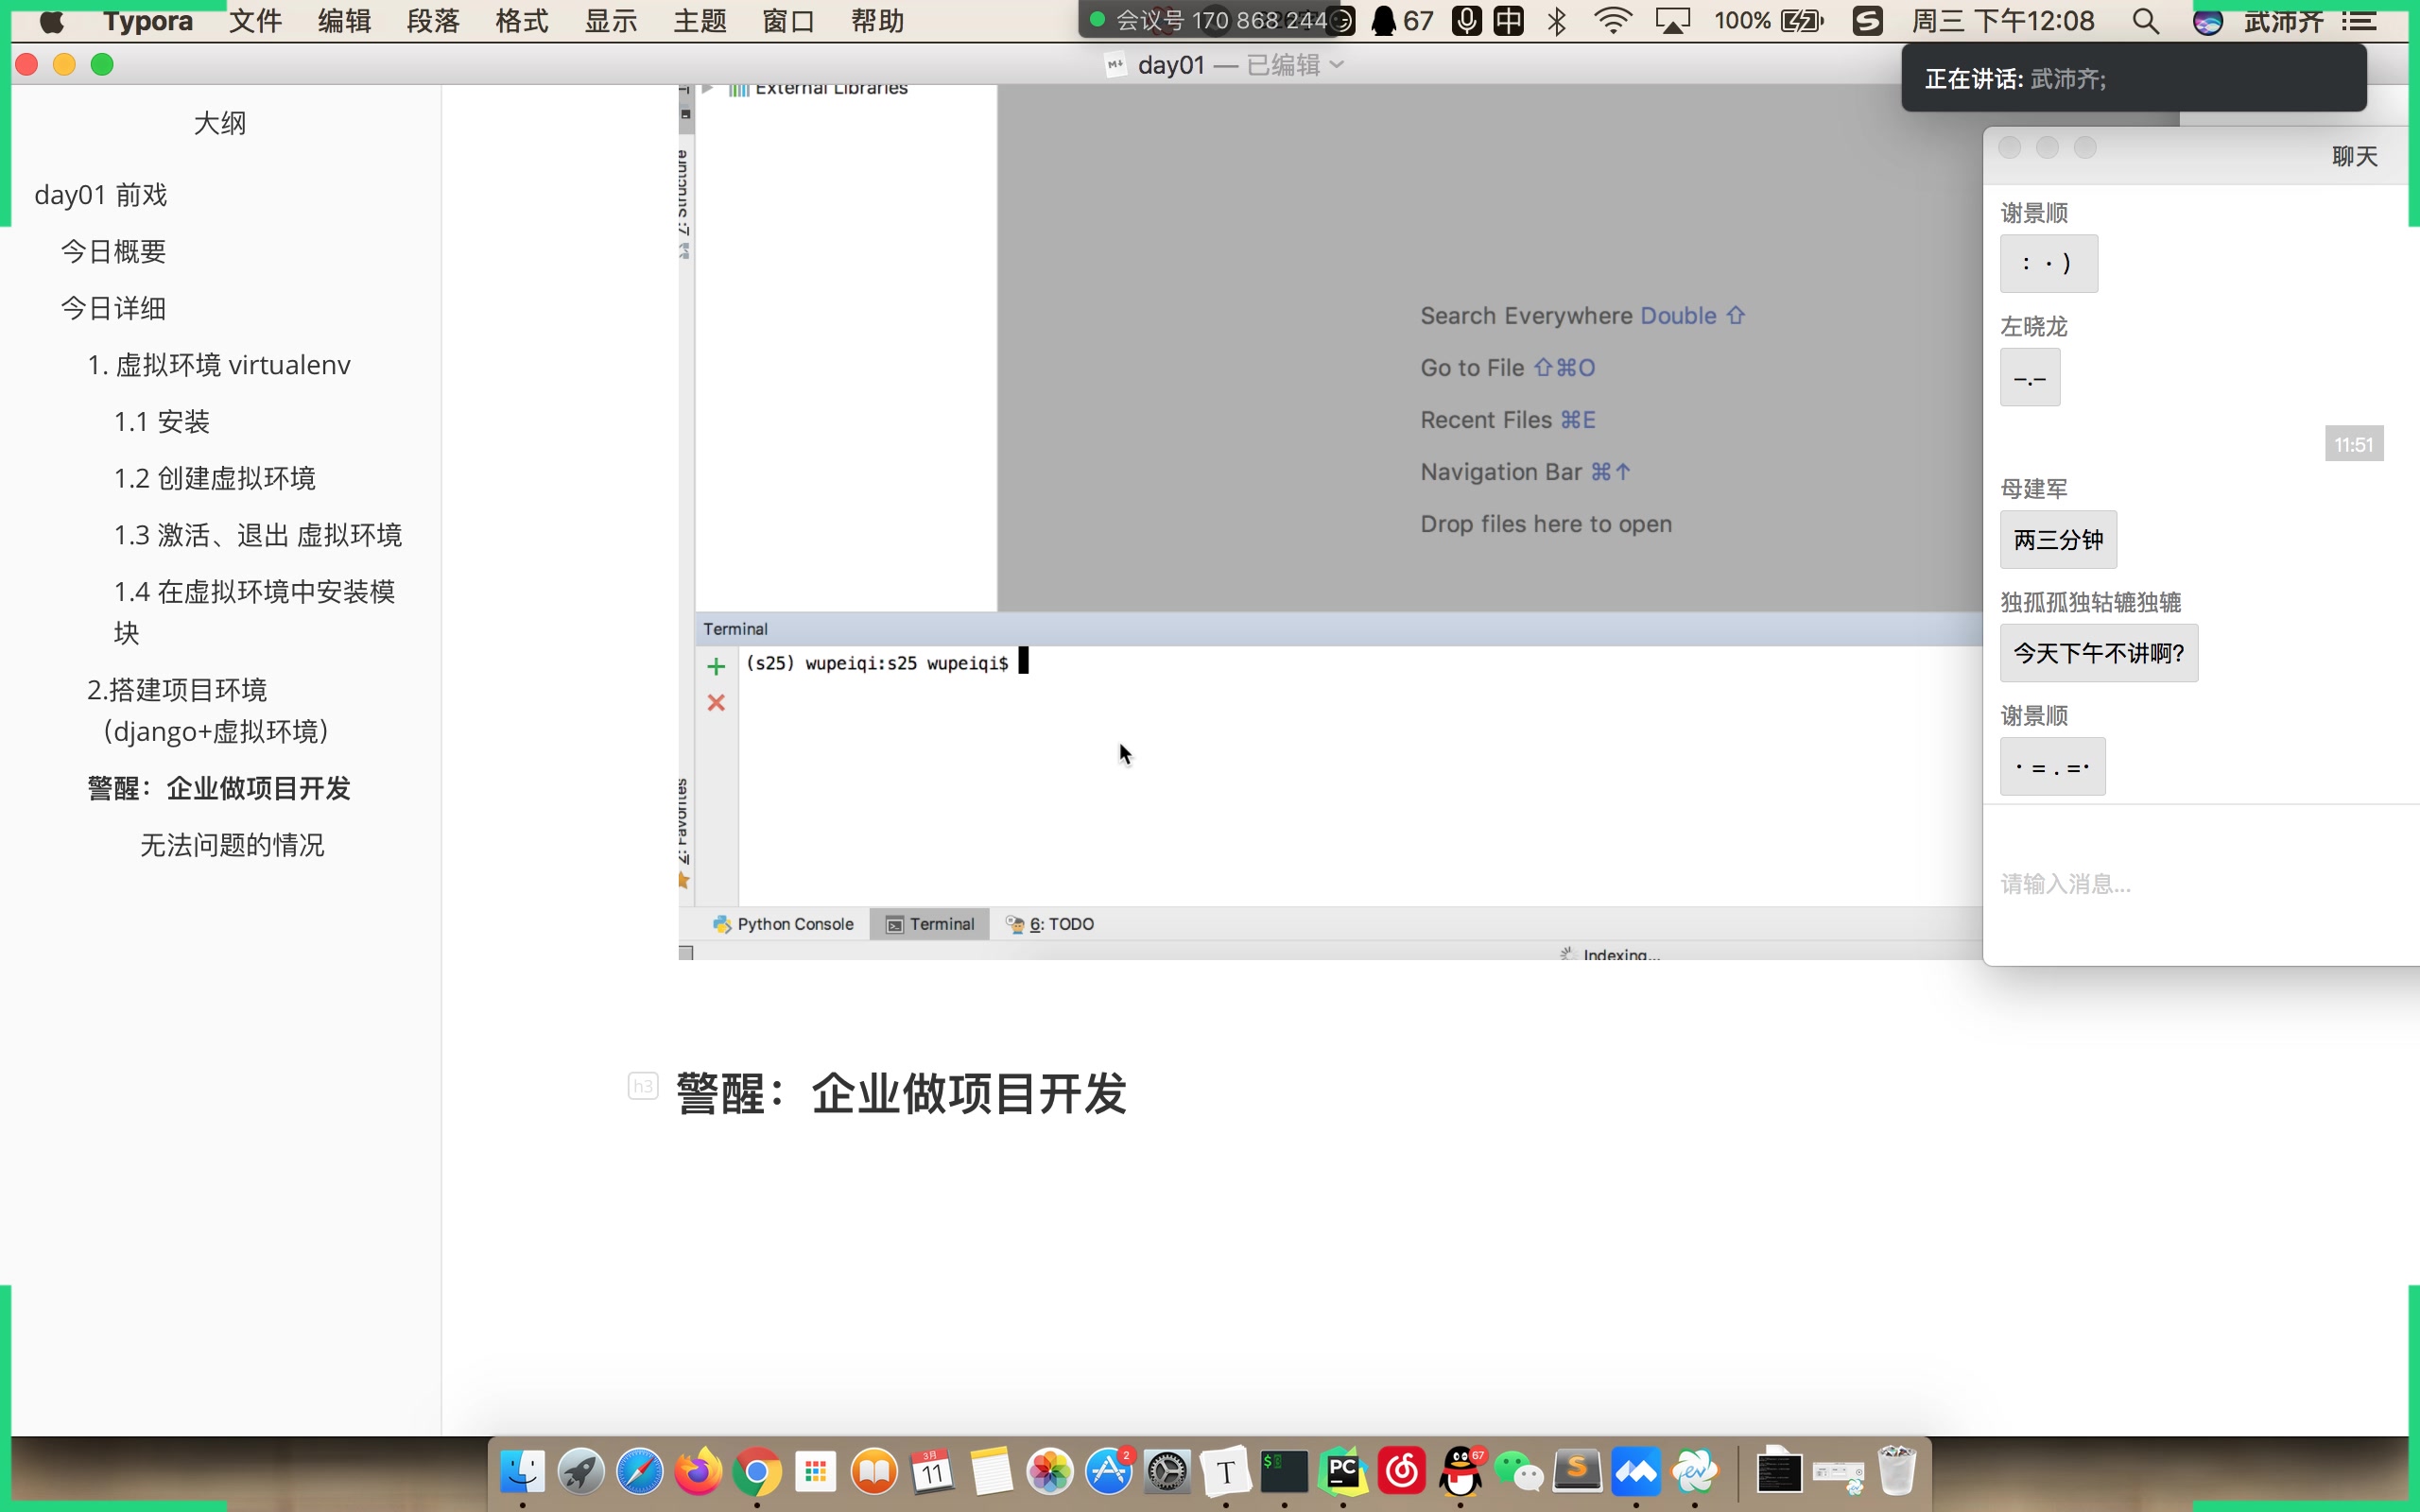 Typora 文件 编辑 段落 格式 显示 主题 窗口 帮助
会议号 170 868 244
67
中
100%
周三 下午12:08
武沛齐
day01 — 已编辑
正在讲话: 武沛齐;
大纲
day01 前戏
今日概要
今日详细
1. 虚拟环境 virtualenv
1.1 安装
1.2 创建虚拟环境
1.3 激活、退出 虚拟环境
1.4 在虚拟环境中安装模
块
2.搭建项目环境
（django+虚拟环境）
警醒：企业做项目开发
无法问题的情况
External Libraries
7: Structure
Search Everywhere Double ⇧
Go to File ⇧⌘O
Recent Files ⌘E
Navigation Bar ⌘↑
Drop files here to open
Terminal
(s25) wupeiqi:s25 wupeiqi$
2: Favorites
Python Console
Terminal
6: TODO
Indexing...
h3 警醒：企业做项目开发
聊天
谢景顺
: · )
左晓龙
–.–
11:51
母建军
两三分钟
独孤孤独轱辘独辘
今天下午不讲啊?
谢景顺
· = . =·
请输入消息...
3月
11
2
T
PC
67
S
ev